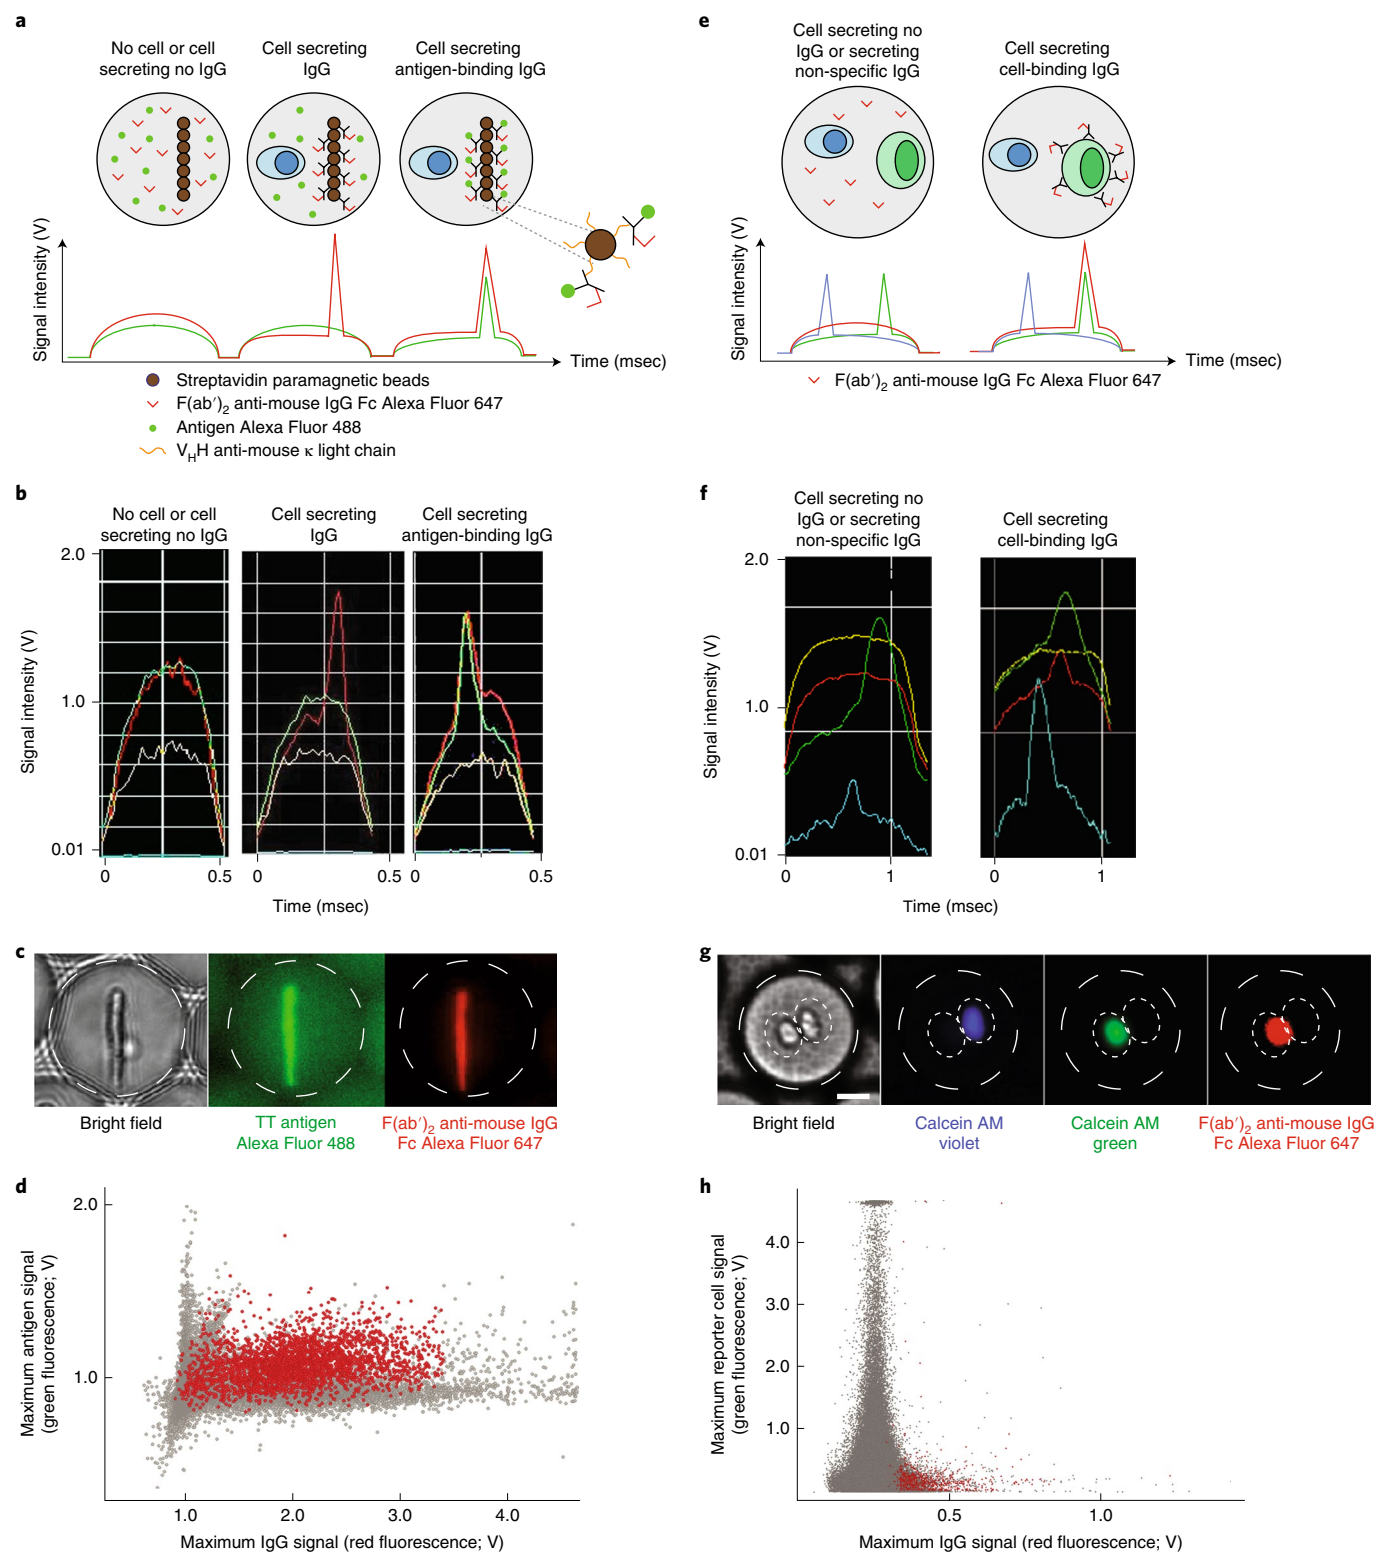 a
No cell or cell
secreting no IgG
Cell secreting
IgG
Cell secreting
antigen-binding IgG
Signal intensity (V)
Time (msec)
Streptavidin paramagnetic beads
F(ab′)2 anti-mouse IgG Fc Alexa Fluor 647
Antigen Alexa Fluor 488
VHH anti-mouse κ light chain
e
Cell secreting no
IgG or secreting
non-specific IgG
Cell secreting
cell-binding IgG
Signal intensity (V)
Time (msec)
F(ab′)2 anti-mouse IgG Fc Alexa Fluor 647
b
No cell or cell
secreting no IgG
Cell secreting
IgG
Cell secreting
antigen-binding IgG
Signal intensity (V)
2.0
1.0
0.01
0
0.5
0
0.5
0
0.5
Time (msec)
f
Cell secreting no
IgG or secreting
non-specific IgG
Cell secreting
cell-binding IgG
Signal intensity (V)
2.0
1.0
0.01
0
1
0
1
Time (msec)
c
Bright field
TT antigen
Alexa Fluor 488
F(ab′)2 anti-mouse IgG
Fc Alexa Fluor 647
g
Bright field
Calcein AM
violet
Calcein AM
green
F(ab′)2 anti-mouse IgG
Fc Alexa Fluor 647
d
Maximum antigen signal
(green fluorescence; V)
2.0
1.0
1.0
2.0
3.0
4.0
Maximum IgG signal (red fluorescence; V)
h
Maximum reporter cell signal
(green fluorescence; V)
4.0
3.0
2.0
1.0
0.5
1.0
Maximum IgG signal (red fluorescence; V)